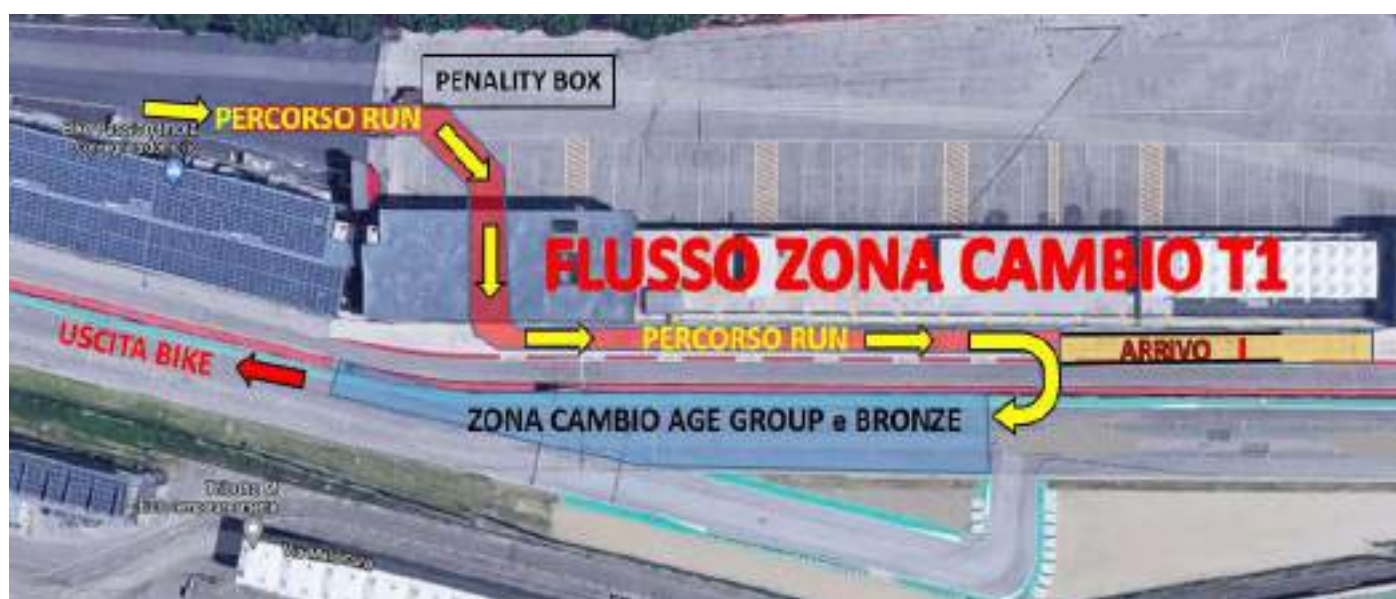 PENALITY BOX
PERCORSO RUN
FLUSSO ZONA CAMBIO T1
PERCORSO RUN
ARRIVO
USCITA BIKE
ZONA CAMBIO AGE GROUP e BRONZE